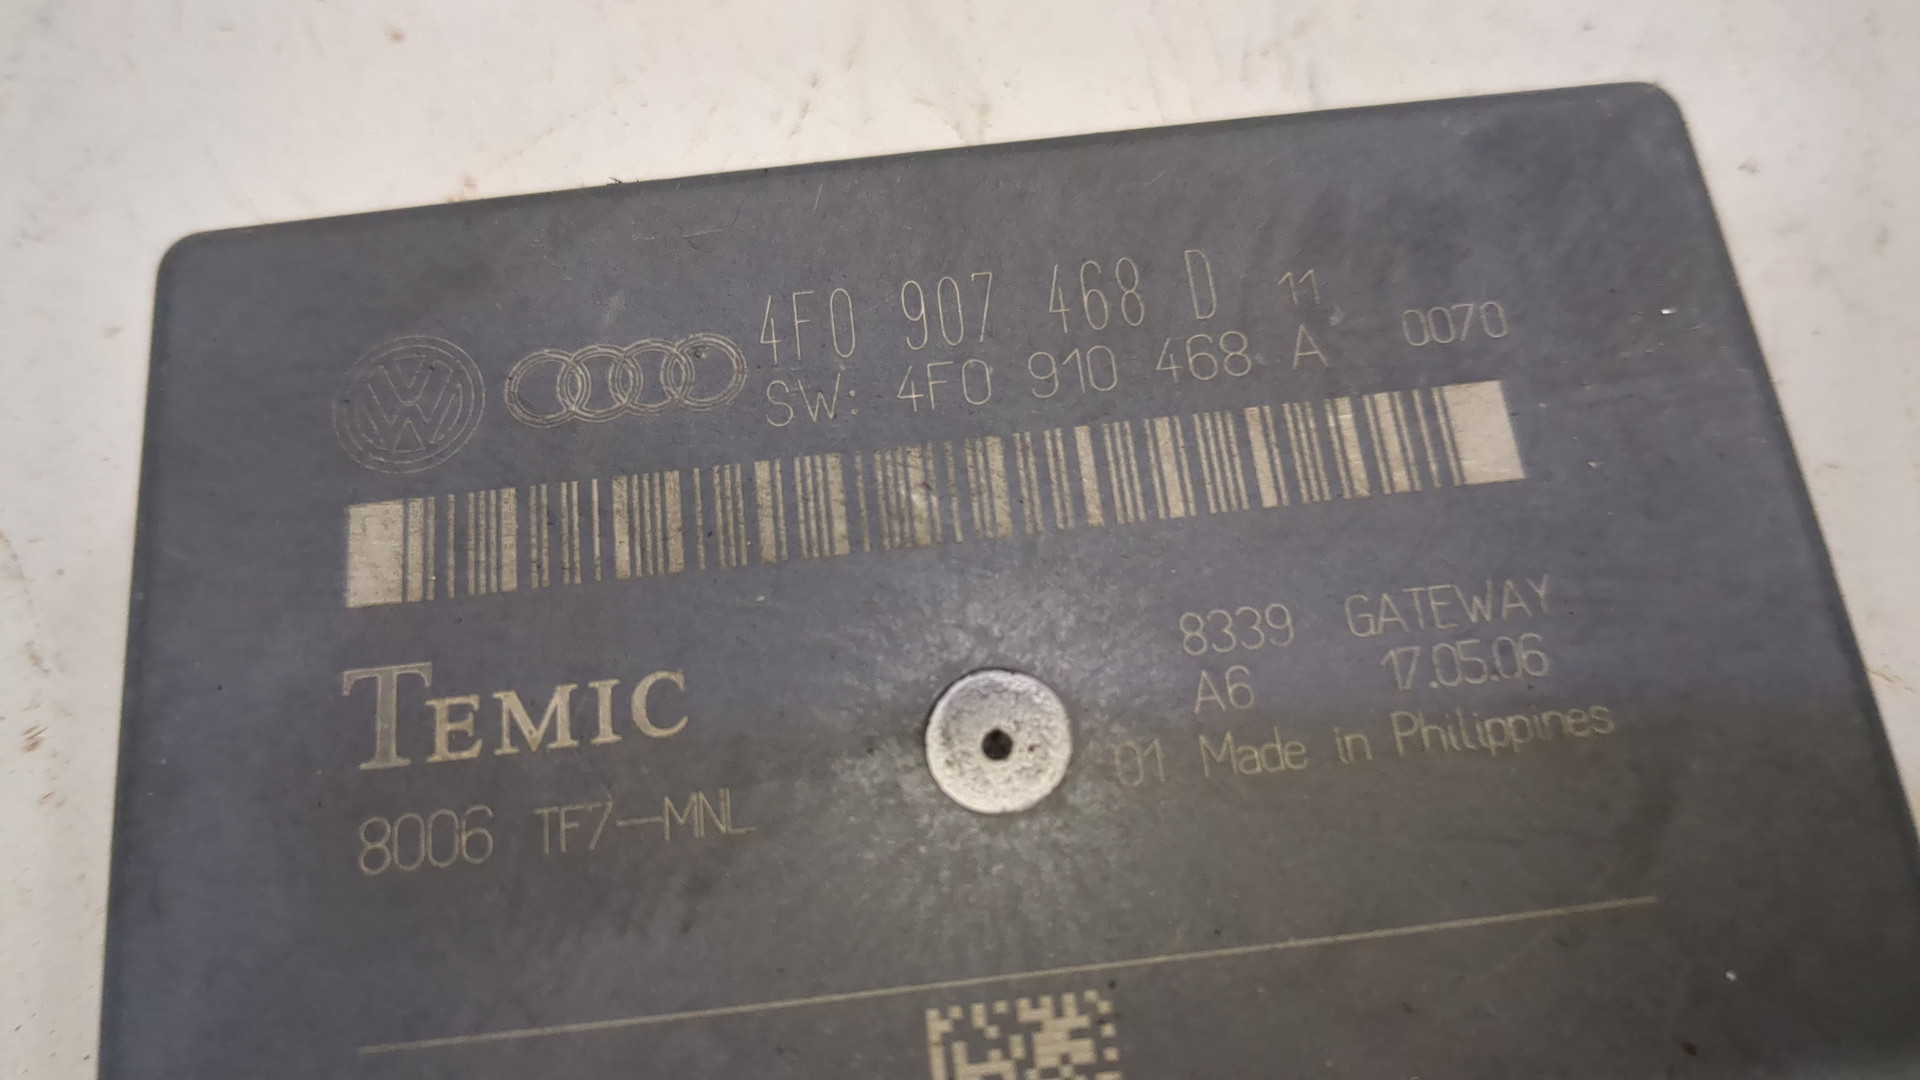 4F0 907 468 D 11
SW: 4F0 910 468 A 0070
TEMIC
8006 TF7-MNL
8339 GATEWAY
A6 17.05.06
01 Made in Philippines